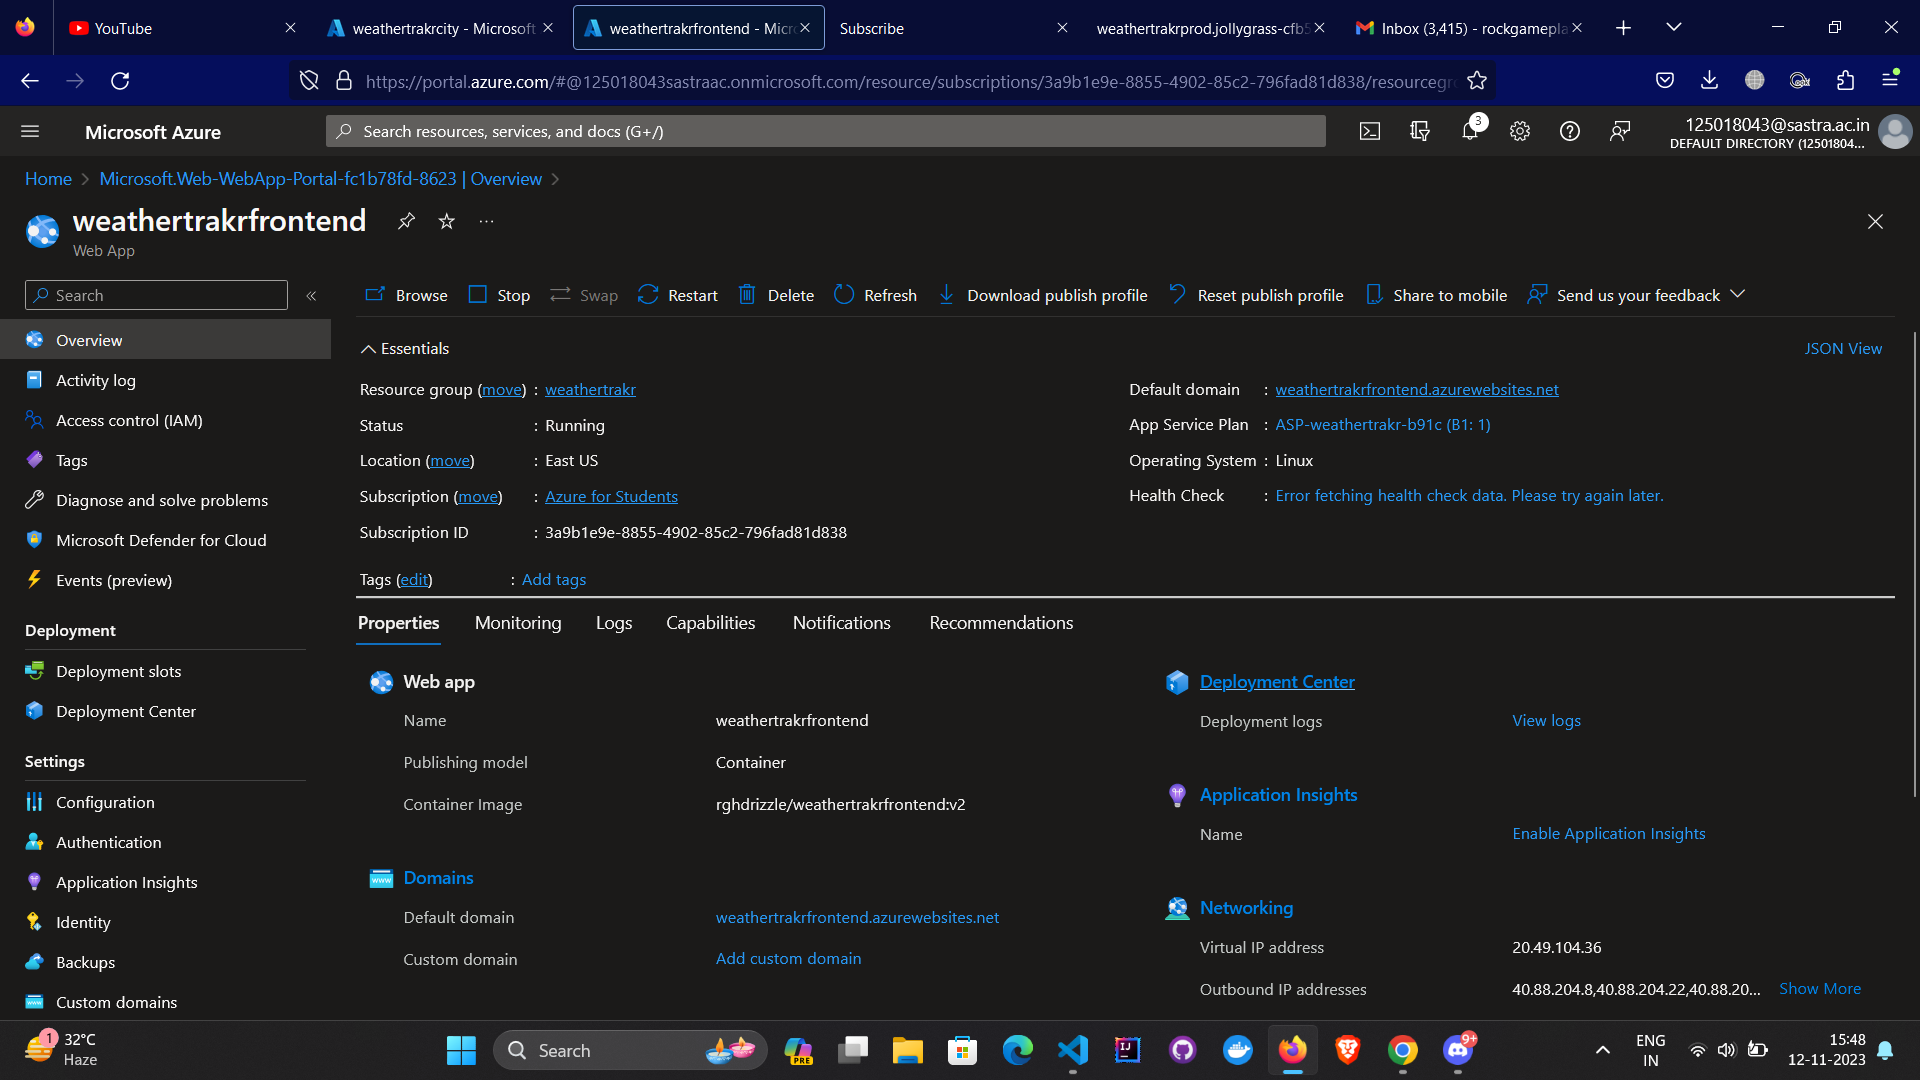 YouTube
weathertrakrcity - Microsoft
weathertrakrfrontend - Micro
Subscribe
weathertrakrprod.jollygrass-cfb5
Inbox (3,415) - rockgamepla
https://portal.azure.com/#@125018043sastraac.onmicrosoft.com/resource/subscriptions/3a9b1e9e-8855-4902-85c2-796fad81d838/resourcegr
Microsoft Azure
Search resources, services, and docs (G+/)
3
125018043@sastra.ac.in
DEFAULT DIRECTORY (12501804...
Home > Microsoft.Web-WebApp-Portal-fc1b78fd-8623 | Overview >
weathertrakrfrontend
...
Web App
Search
«
Browse
Stop
Swap
Restart
Delete
Refresh
Download publish profile
Reset publish profile
Share to mobile
Send us your feedback
Overview
Activity log
Access control (IAM)
Tags
Diagnose and solve problems
Microsoft Defender for Cloud
Events (preview)
Deployment
Deployment slots
Deployment Center
Settings
Configuration
Authentication
Application Insights
Identity
Backups
Custom domains
Essentials
JSON View
Resource group (move) : weathertrakr
Status : Running
Location (move) : East US
Subscription (move) : Azure for Students
Subscription ID : 3a9b1e9e-8855-4902-85c2-796fad81d838
Default domain : weathertrakrfrontend.azurewebsites.net
App Service Plan : ASP-weathertrakr-b91c (B1: 1)
Operating System : Linux
Health Check : Error fetching health check data. Please try again later.
Tags (edit) : Add tags
Properties
Monitoring
Logs
Capabilities
Notifications
Recommendations
Web app
Name weathertrakrfrontend
Publishing model Container
Container Image rghdrizzle/weathertrakrfrontend:v2
Domains
Default domain weathertrakrfrontend.azurewebsites.net
Custom domain Add custom domain
Deployment Center
Deployment logs View logs
Application Insights
Name Enable Application Insights
Networking
Virtual IP address 20.49.104.36
Outbound IP addresses 40.88.204.8,40.88.204.22,40.88.20... Show More
1
32°C
Haze
Search
PRE
IJ
9+
ENG
IN
15:48
12-11-2023